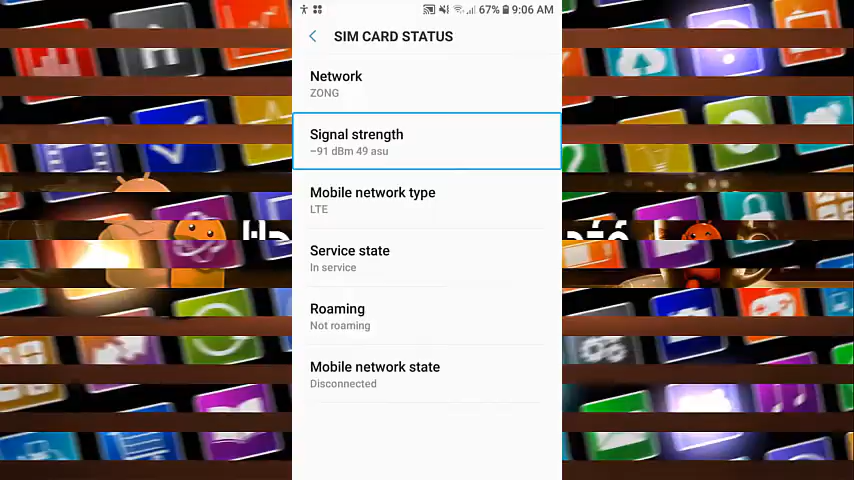 67% 9:06 AM
SIM CARD STATUS
Network
ZONG
Signal strength
−91 dBm 49 asu
Mobile network type
LTE
Service state
In service
Roaming
Not roaming
Mobile network state
Disconnected